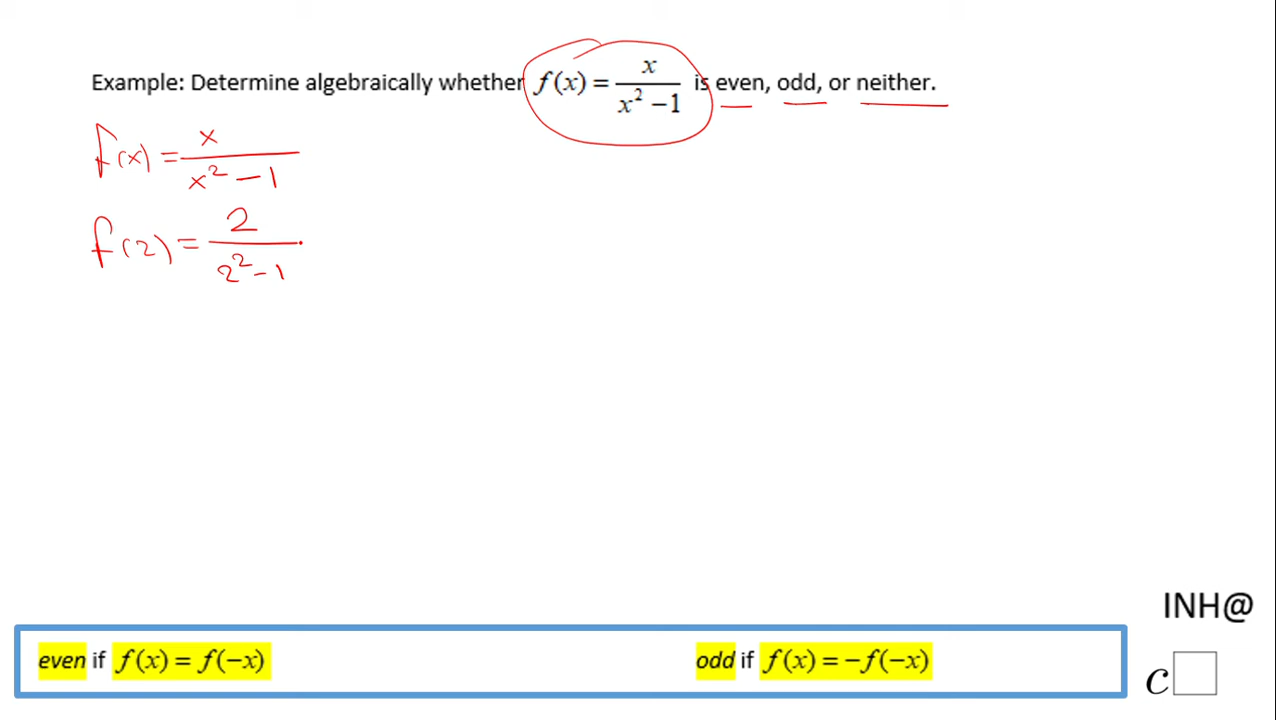 Example: Determine algebraically whether f(x) = x / (x² − 1) is even, odd, or neither.
f(x) = x / (x² − 1)
f(2) = 2 / (2² − 1)
INH@
even if f(x) = f(−x) odd if f(x) = −f(−x)
c